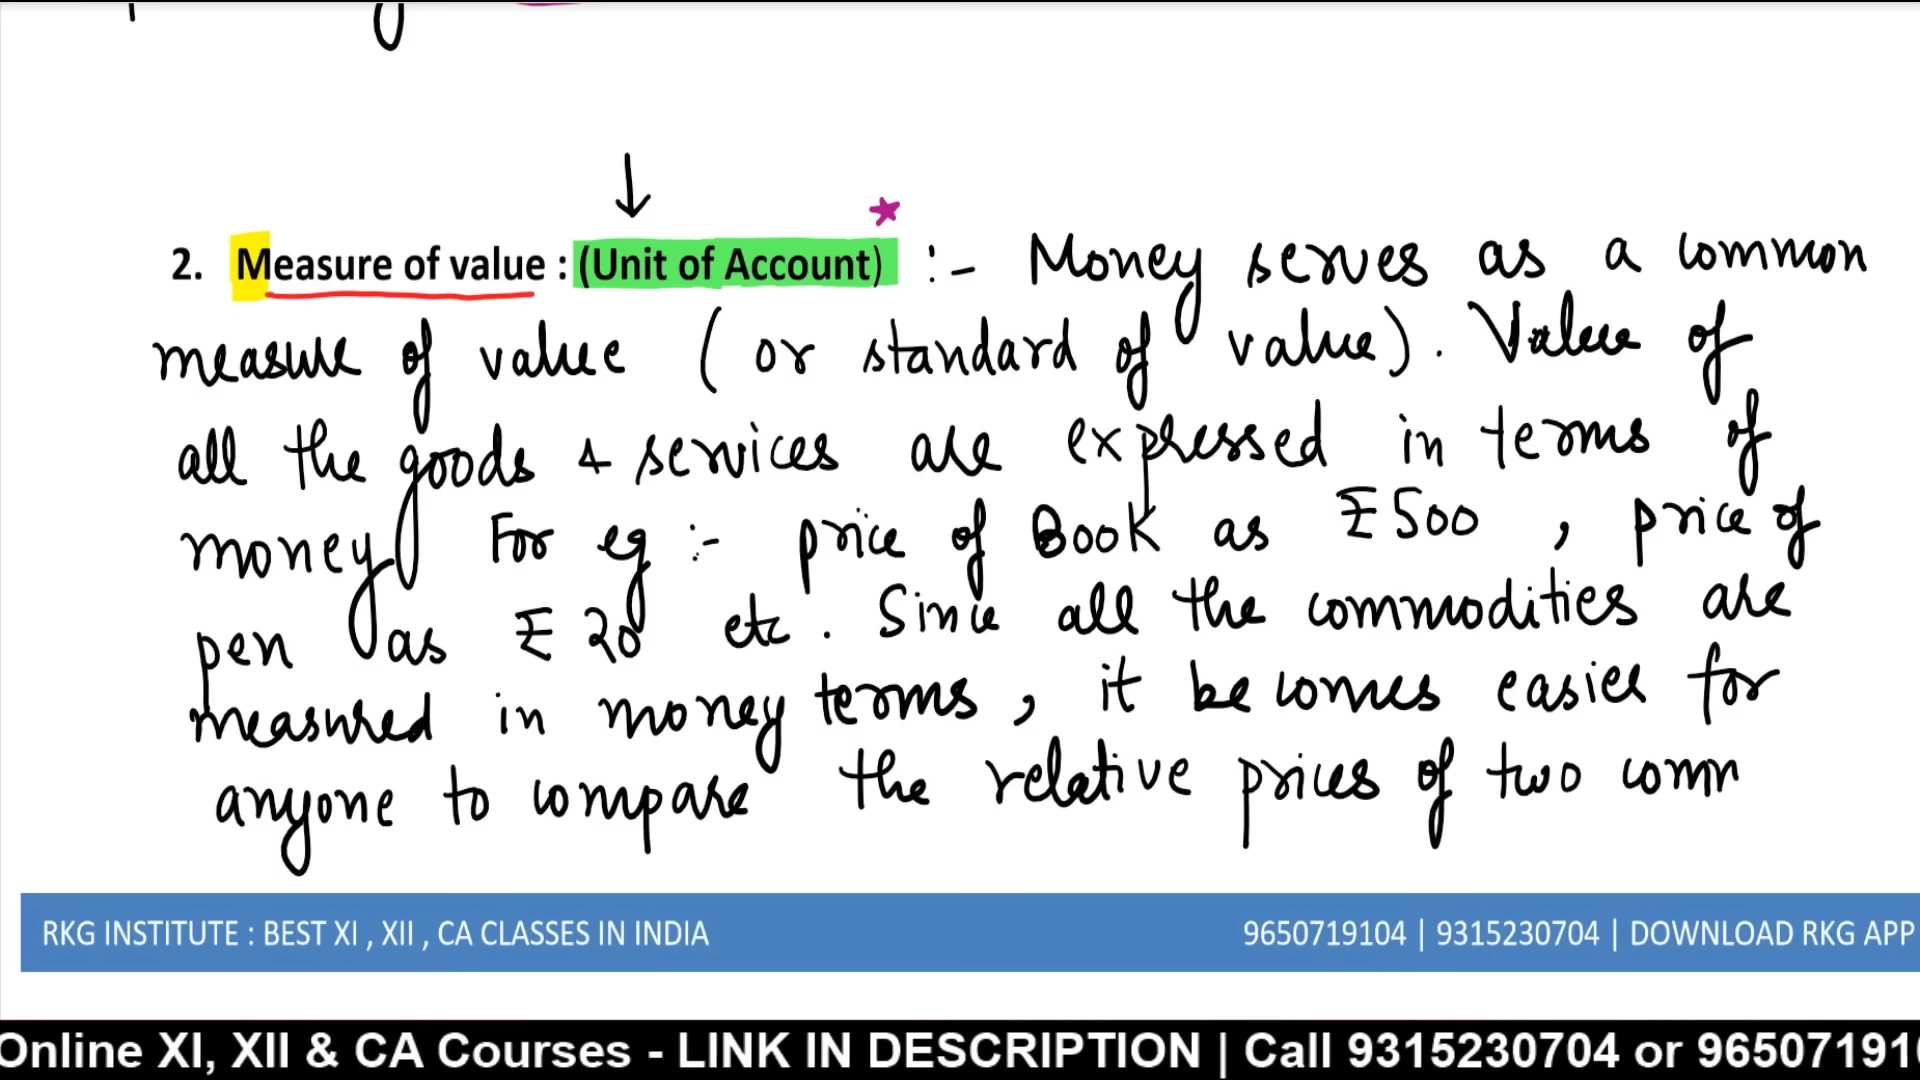 2. Measure of value : (Unit of Account) :- Money serves as a common
measure of value (or standard of value). Value of
all the goods & services are expressed in terms of
money For eg :- price of Book as ₹500, price of
pen as ₹20 etc. Since all the commodities are
measured in money terms, it becomes easier for
anyone to compare the relative prices of two comm
RKG INSTITUTE : BEST XI , XII , CA CLASSES IN INDIA
9650719104 | 9315230704 | DOWNLOAD RKG APP
Online XI, XII & CA Courses - LINK IN DESCRIPTION | Call 9315230704 or 96507191